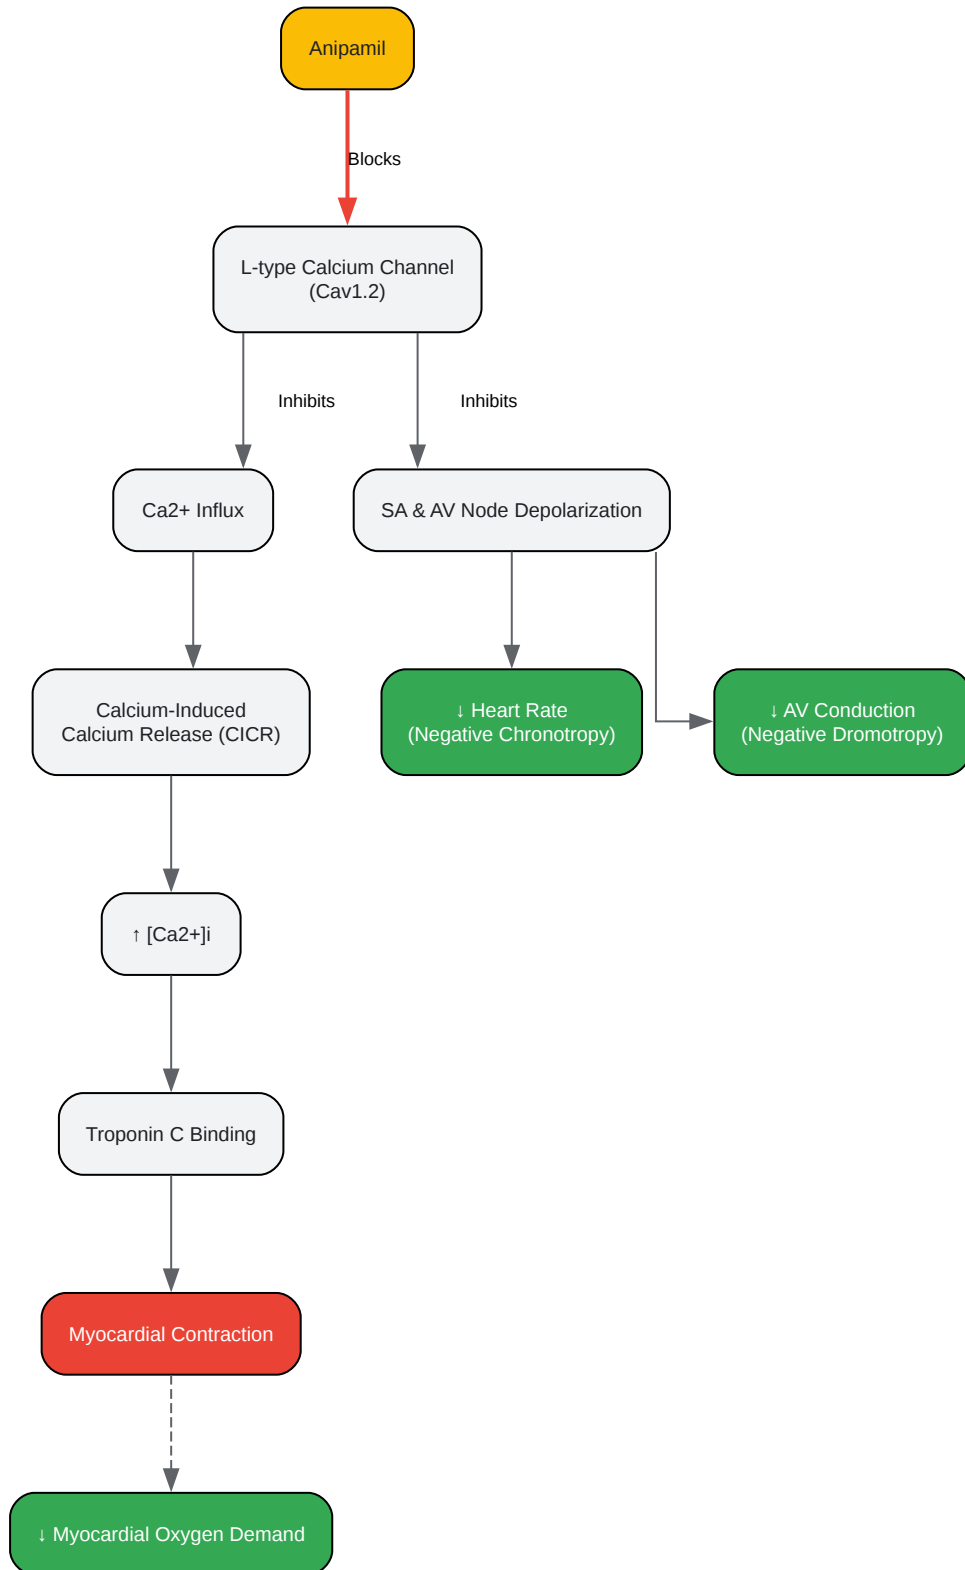 Anipamil
Blocks
L-type Calcium Channel
(Cav1.2)
Inhibits
Inhibits
Ca2+ Influx
SA & AV Node Depolarization
Calcium-Induced
Calcium Release (CICR)
↓ Heart Rate
(Negative Chronotropy)
↓ AV Conduction
(Negative Dromotropy)
↑ [Ca2+]i
Troponin C Binding
Myocardial Contraction
↓ Myocardial Oxygen Demand